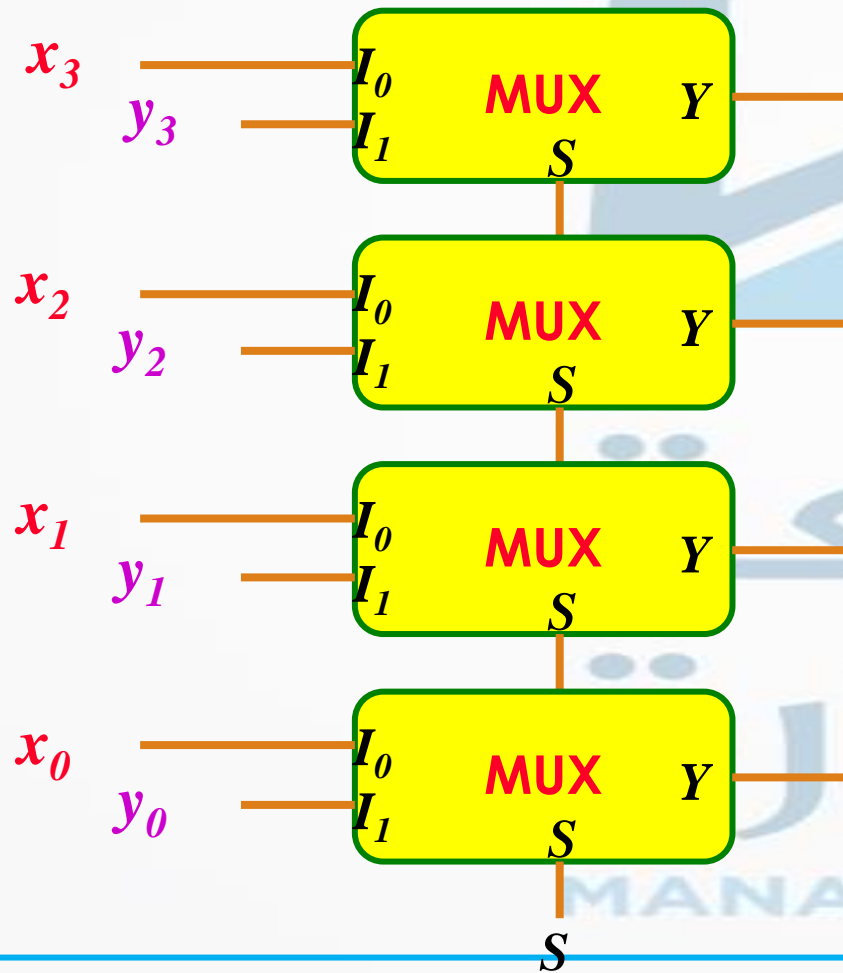 x3 I0
y3 I1 MUX Y
S
x2 I0
y2 I1 MUX Y
S
x1 I0
y1 I1 MUX Y
S
x0 I0
y0 I1 MUX Y
S
MANA
S